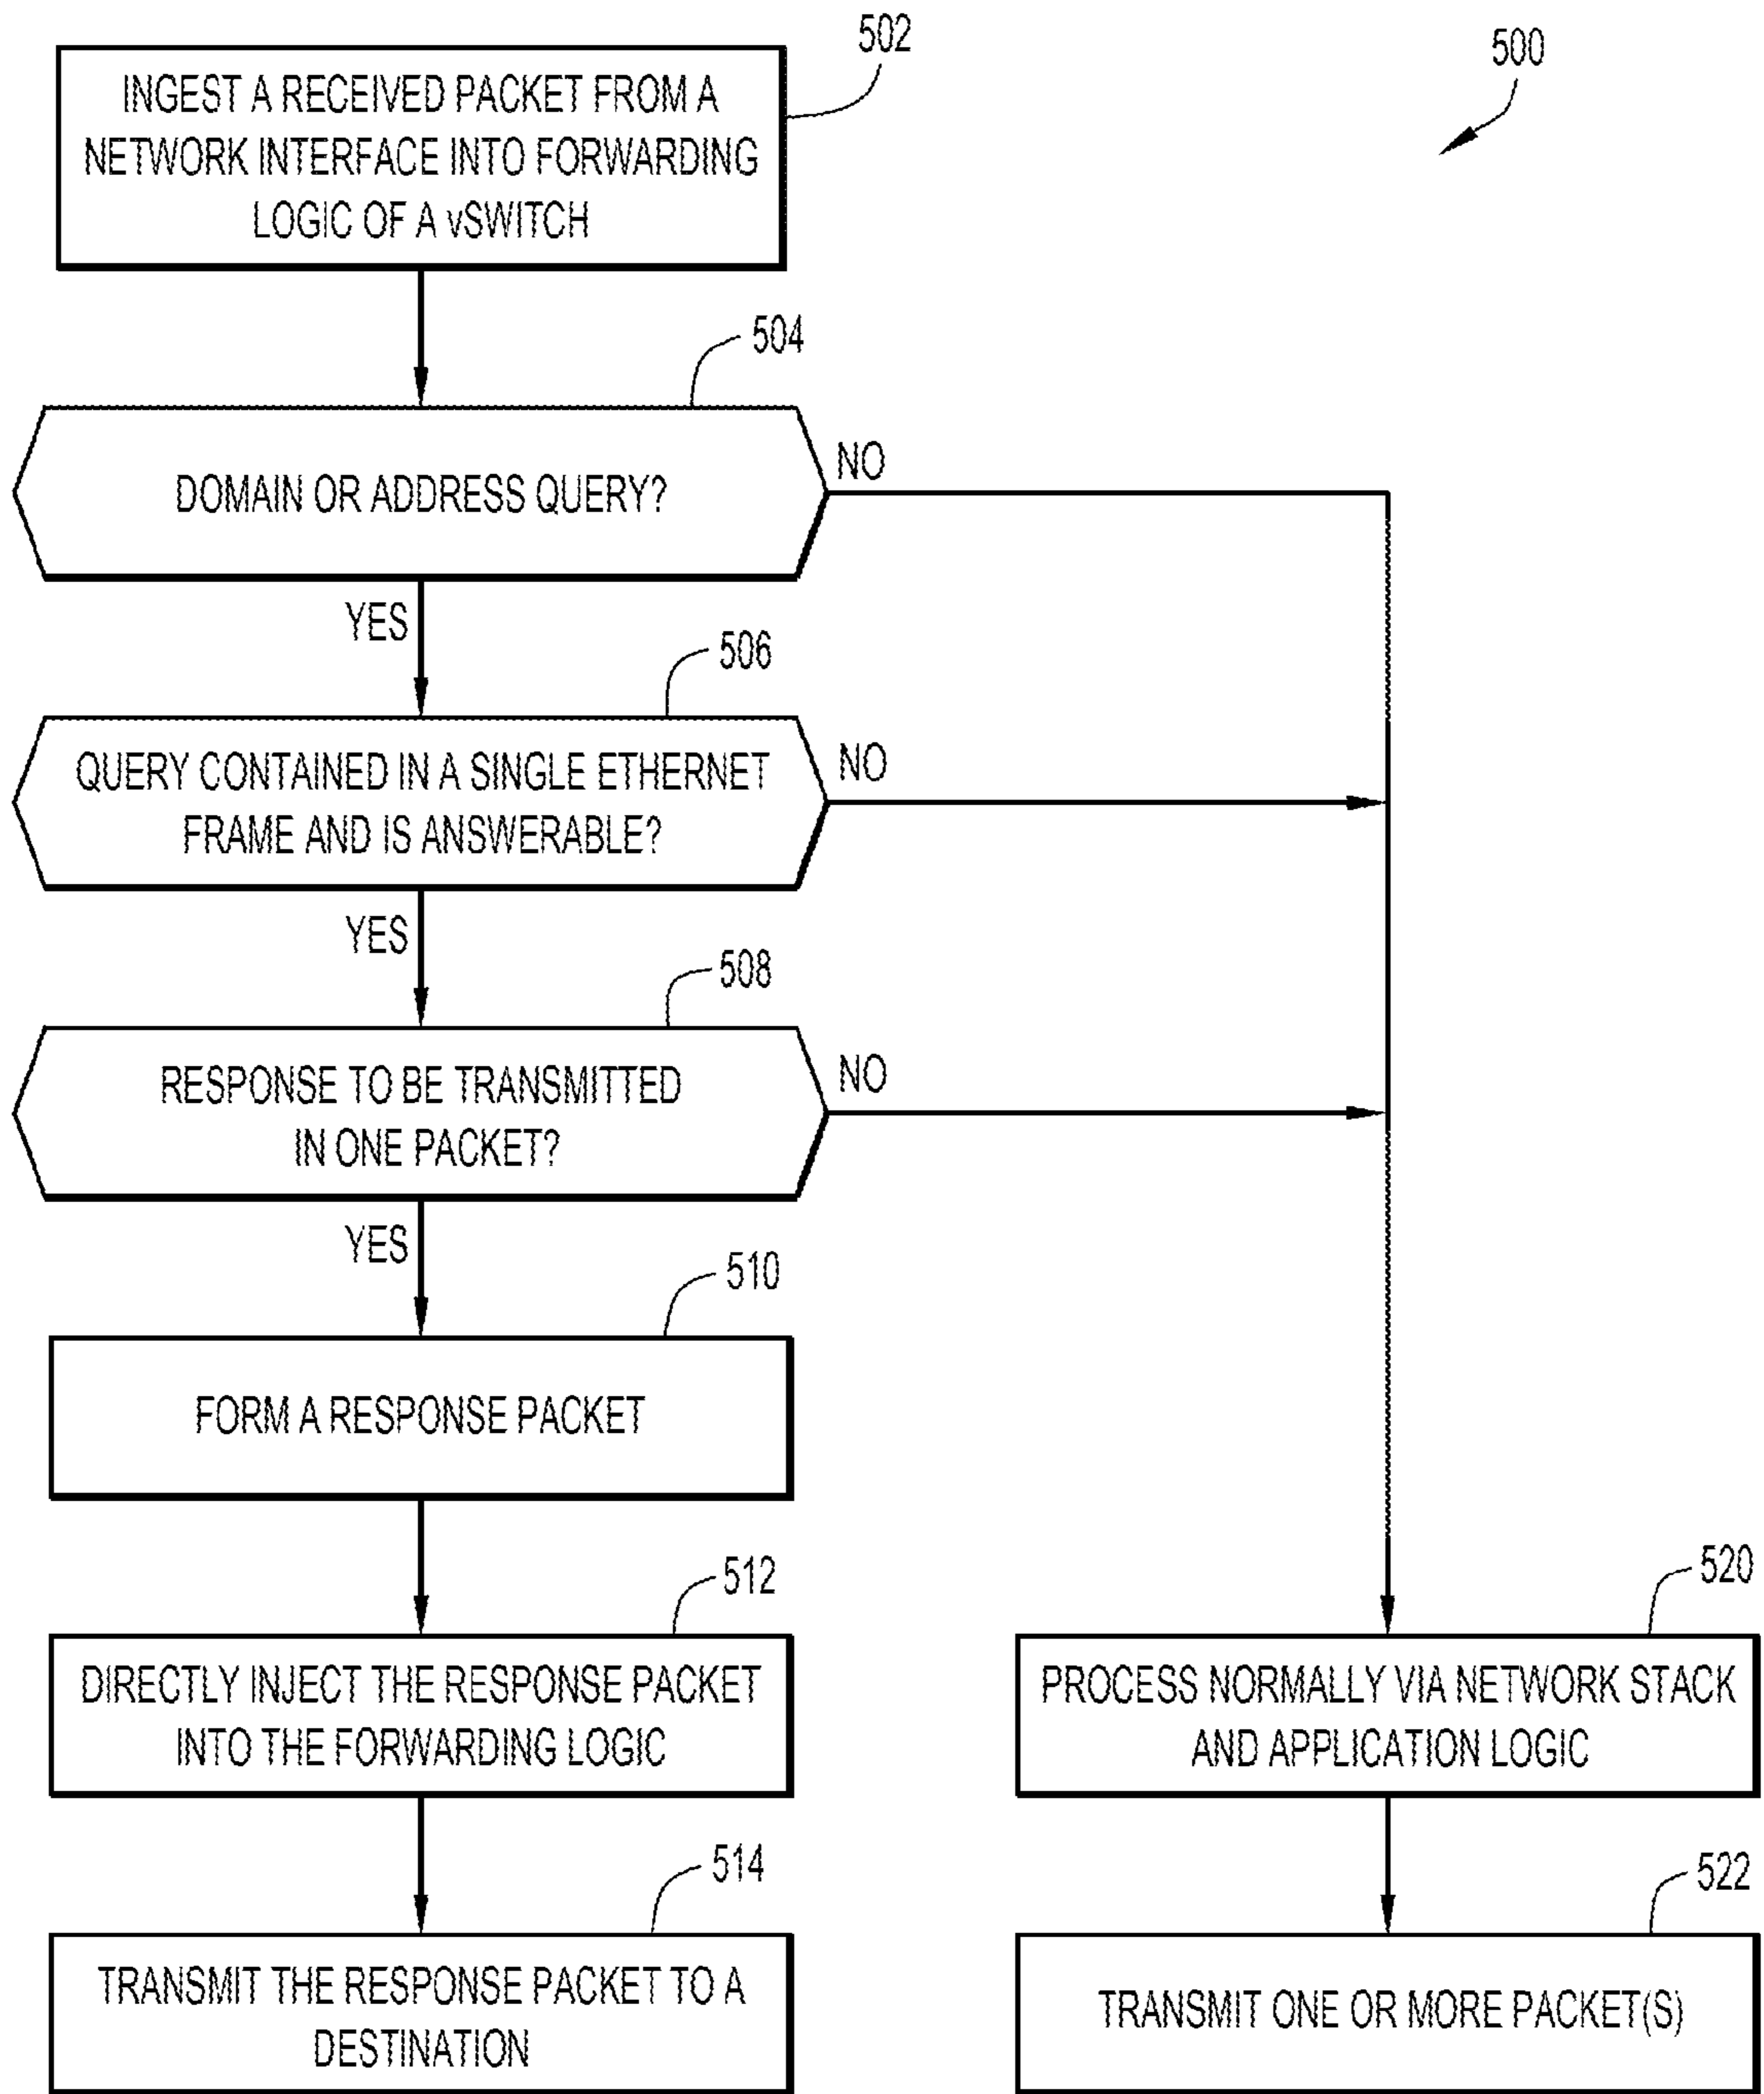 502
500
INGEST A RECEIVED PACKET FROM A
NETWORK INTERFACE INTO FORWARDING
LOGIC OF A vSWITCH
504
DOMAIN OR ADDRESS QUERY?
NO
YES
506
QUERY CONTAINED IN A SINGLE ETHERNET
FRAME AND IS ANSWERABLE?
NO
YES
508
RESPONSE TO BE TRANSMITTED
IN ONE PACKET?
NO
YES
510
FORM A RESPONSE PACKET
512
DIRECTLY INJECT THE RESPONSE PACKET
INTO THE FORWARDING LOGIC
514
TRANSMIT THE RESPONSE PACKET TO A
DESTINATION
520
PROCESS NORMALLY VIA NETWORK STACK
AND APPLICATION LOGIC
522
TRANSMIT ONE OR MORE PACKET(S)